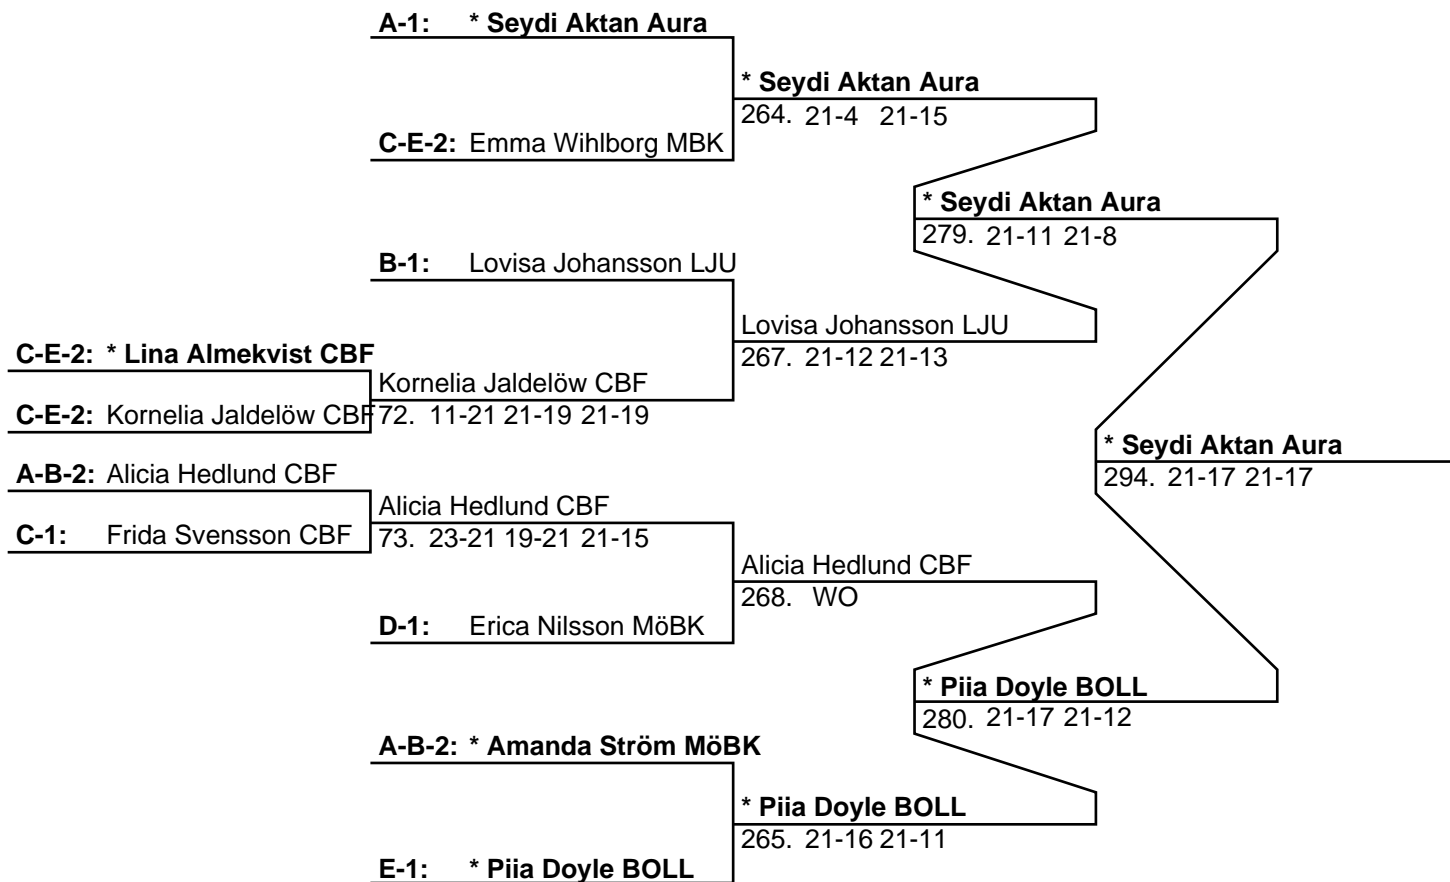 A-1: * Seydi Aktan Aura
* Seydi Aktan Aura
264. 21-4 21-15
C-E-2: Emma Wihlborg MBK
* Seydi Aktan Aura
279. 21-11 21-8
B-1: Lovisa Johansson LJU
Lovisa Johansson LJU
267. 21-12 21-13
C-E-2: * Lina Almekvist CBF
Kornelia Jaldelöw CBF
C-E-2: Kornelia Jaldelöw CBF
72. 11-21 21-19 21-19
* Seydi Aktan Aura
294. 21-17 21-17
A-B-2: Alicia Hedlund CBF
Alicia Hedlund CBF
C-1: Frida Svensson CBF
73. 23-21 19-21 21-15
Alicia Hedlund CBF
268. WO
D-1: Erica Nilsson MöBK
* Piia Doyle BOLL
280. 21-17 21-12
A-B-2: * Amanda Ström MöBK
* Piia Doyle BOLL
265. 21-16 21-11
E-1: * Piia Doyle BOLL